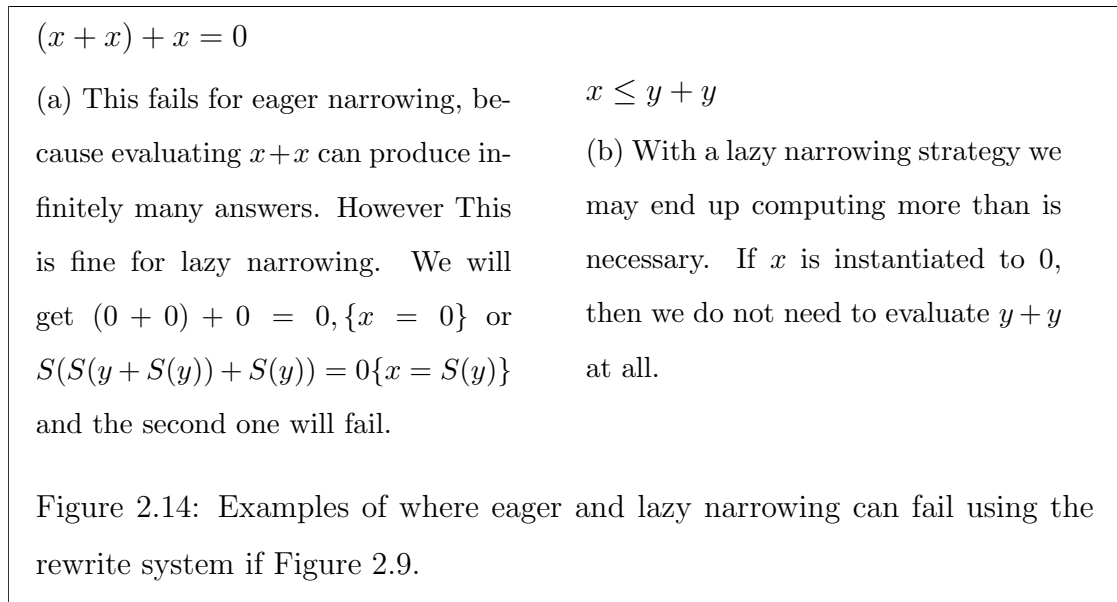 (x + x) + x = 0
(a) This fails for eager narrowing, be-
cause evaluating x+x can produce in-
finitely many answers. However This
is fine for lazy narrowing. We will
get (0 + 0) + 0 = 0, {x = 0} or
S(S(y + S(y)) + S(y)) = 0{x = S(y)}
and the second one will fail.
x ≤ y + y
(b) With a lazy narrowing strategy we
may end up computing more than is
necessary. If x is instantiated to 0,
then we do not need to evaluate y + y
at all.
Figure 2.14: Examples of where eager and lazy narrowing can fail using the
rewrite system if Figure 2.9.